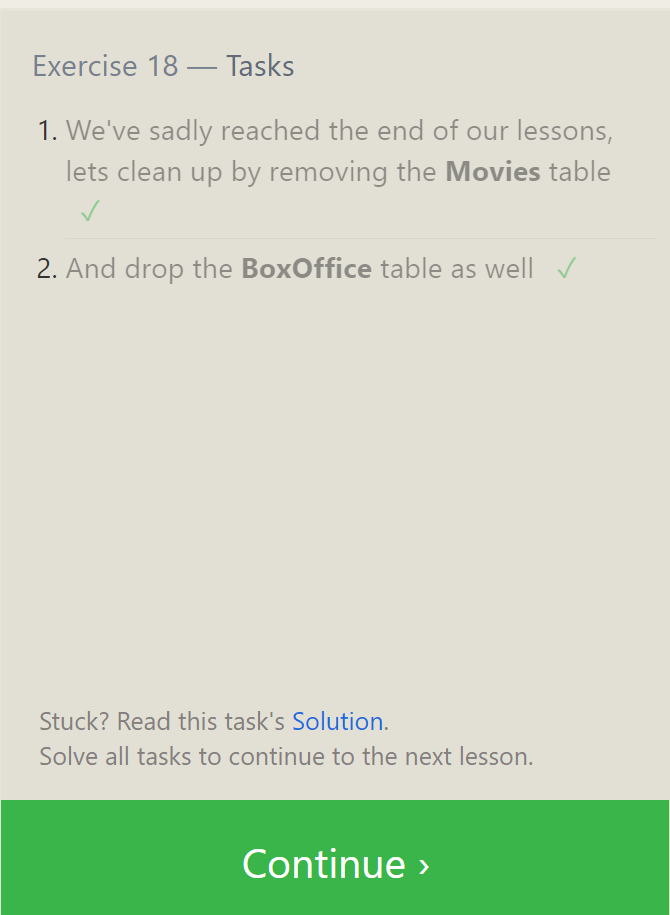 Exercise 18 — Tasks
1. We've sadly reached the end of our lessons,
lets clean up by removing the Movies table
✓
2. And drop the BoxOffice table as well ✓
Stuck? Read this task's Solution.
Solve all tasks to continue to the next lesson.
Continue ›